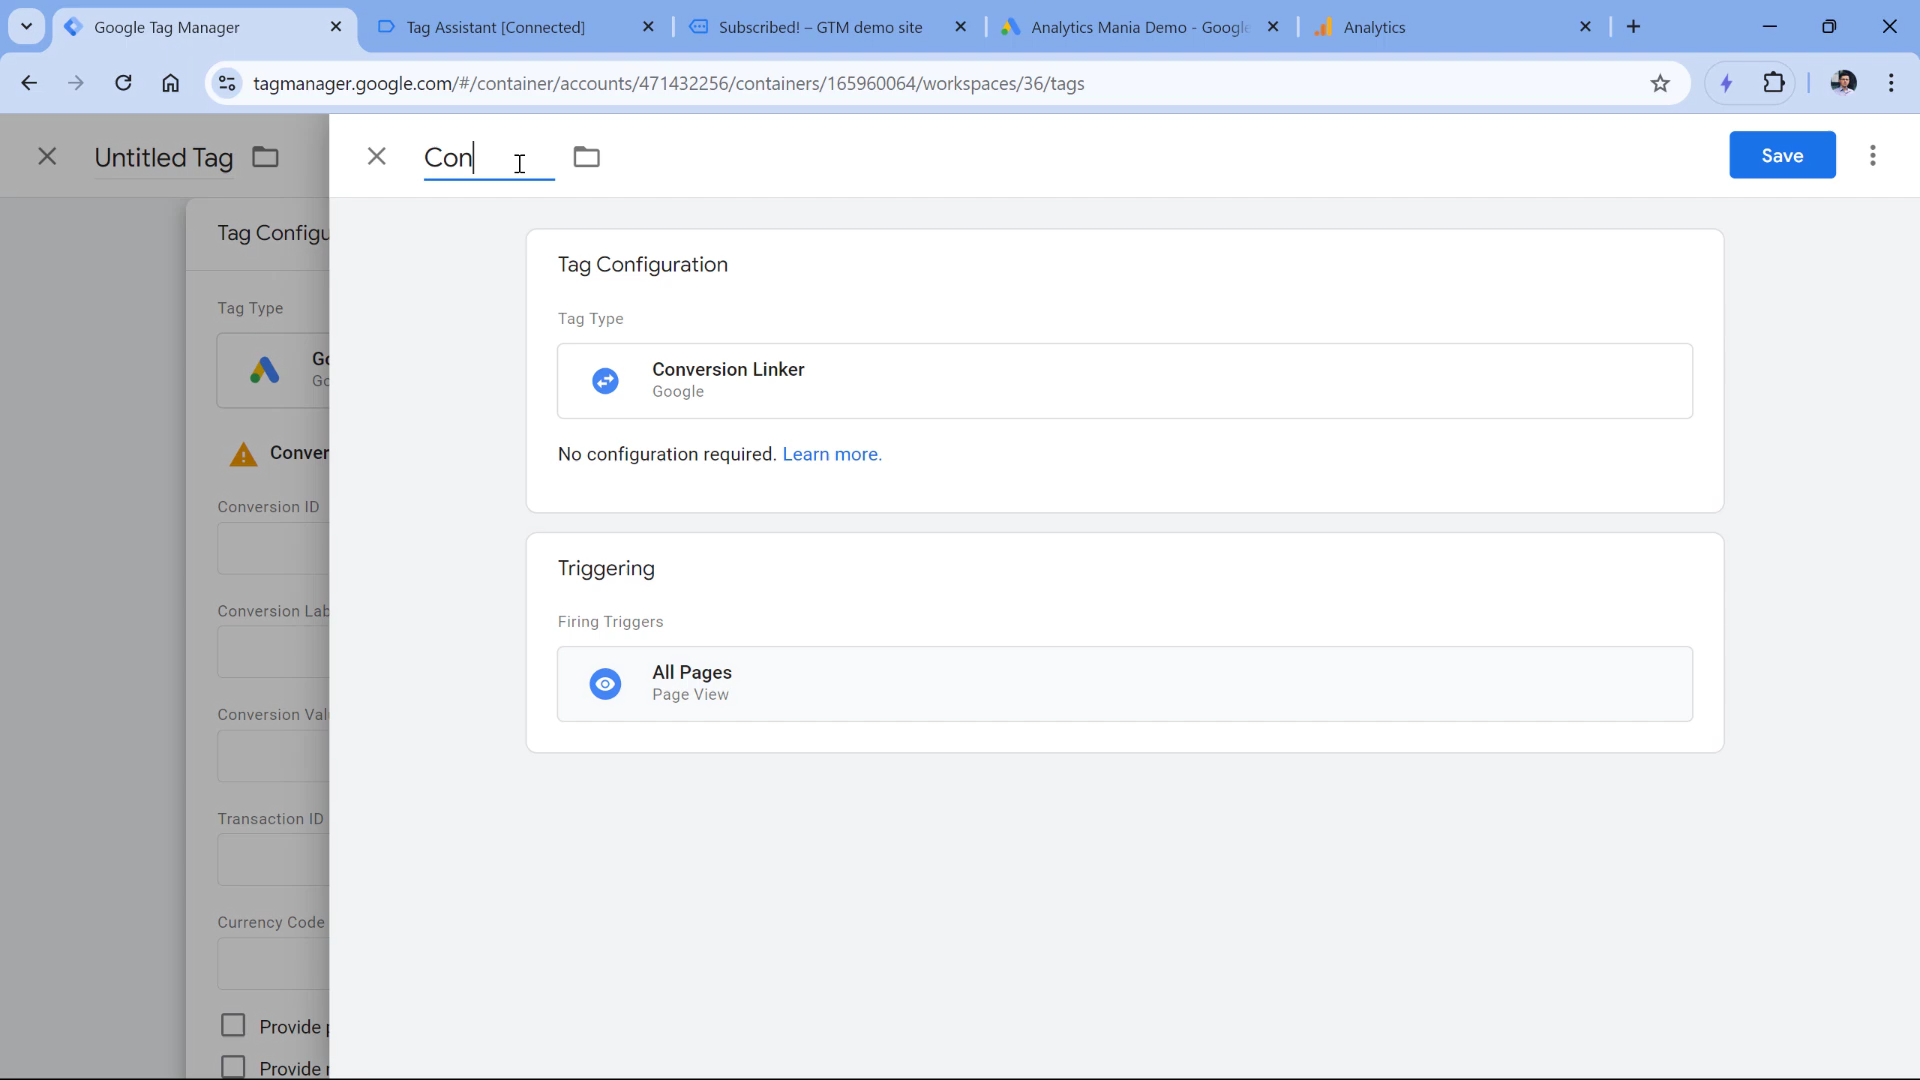 Google Tag Manager
Tag Assistant [Connected]
Subscribed! – GTM demo site
Analytics Mania Demo - Google
Analytics
tagmanager.google.com/#/container/accounts/471432256/containers/165960064/workspaces/36/tags
Untitled Tag
Con
Save
Tag Configu
Tag Type
Go
Go
Conver
Conversion ID
Conversion Lab
Conversion Val
Transaction ID
Currency Code
Provide p
Provide r
Tag Configuration
Tag Type
Conversion Linker
Google
No configuration required. Learn more.
Triggering
Firing Triggers
All Pages
Page View